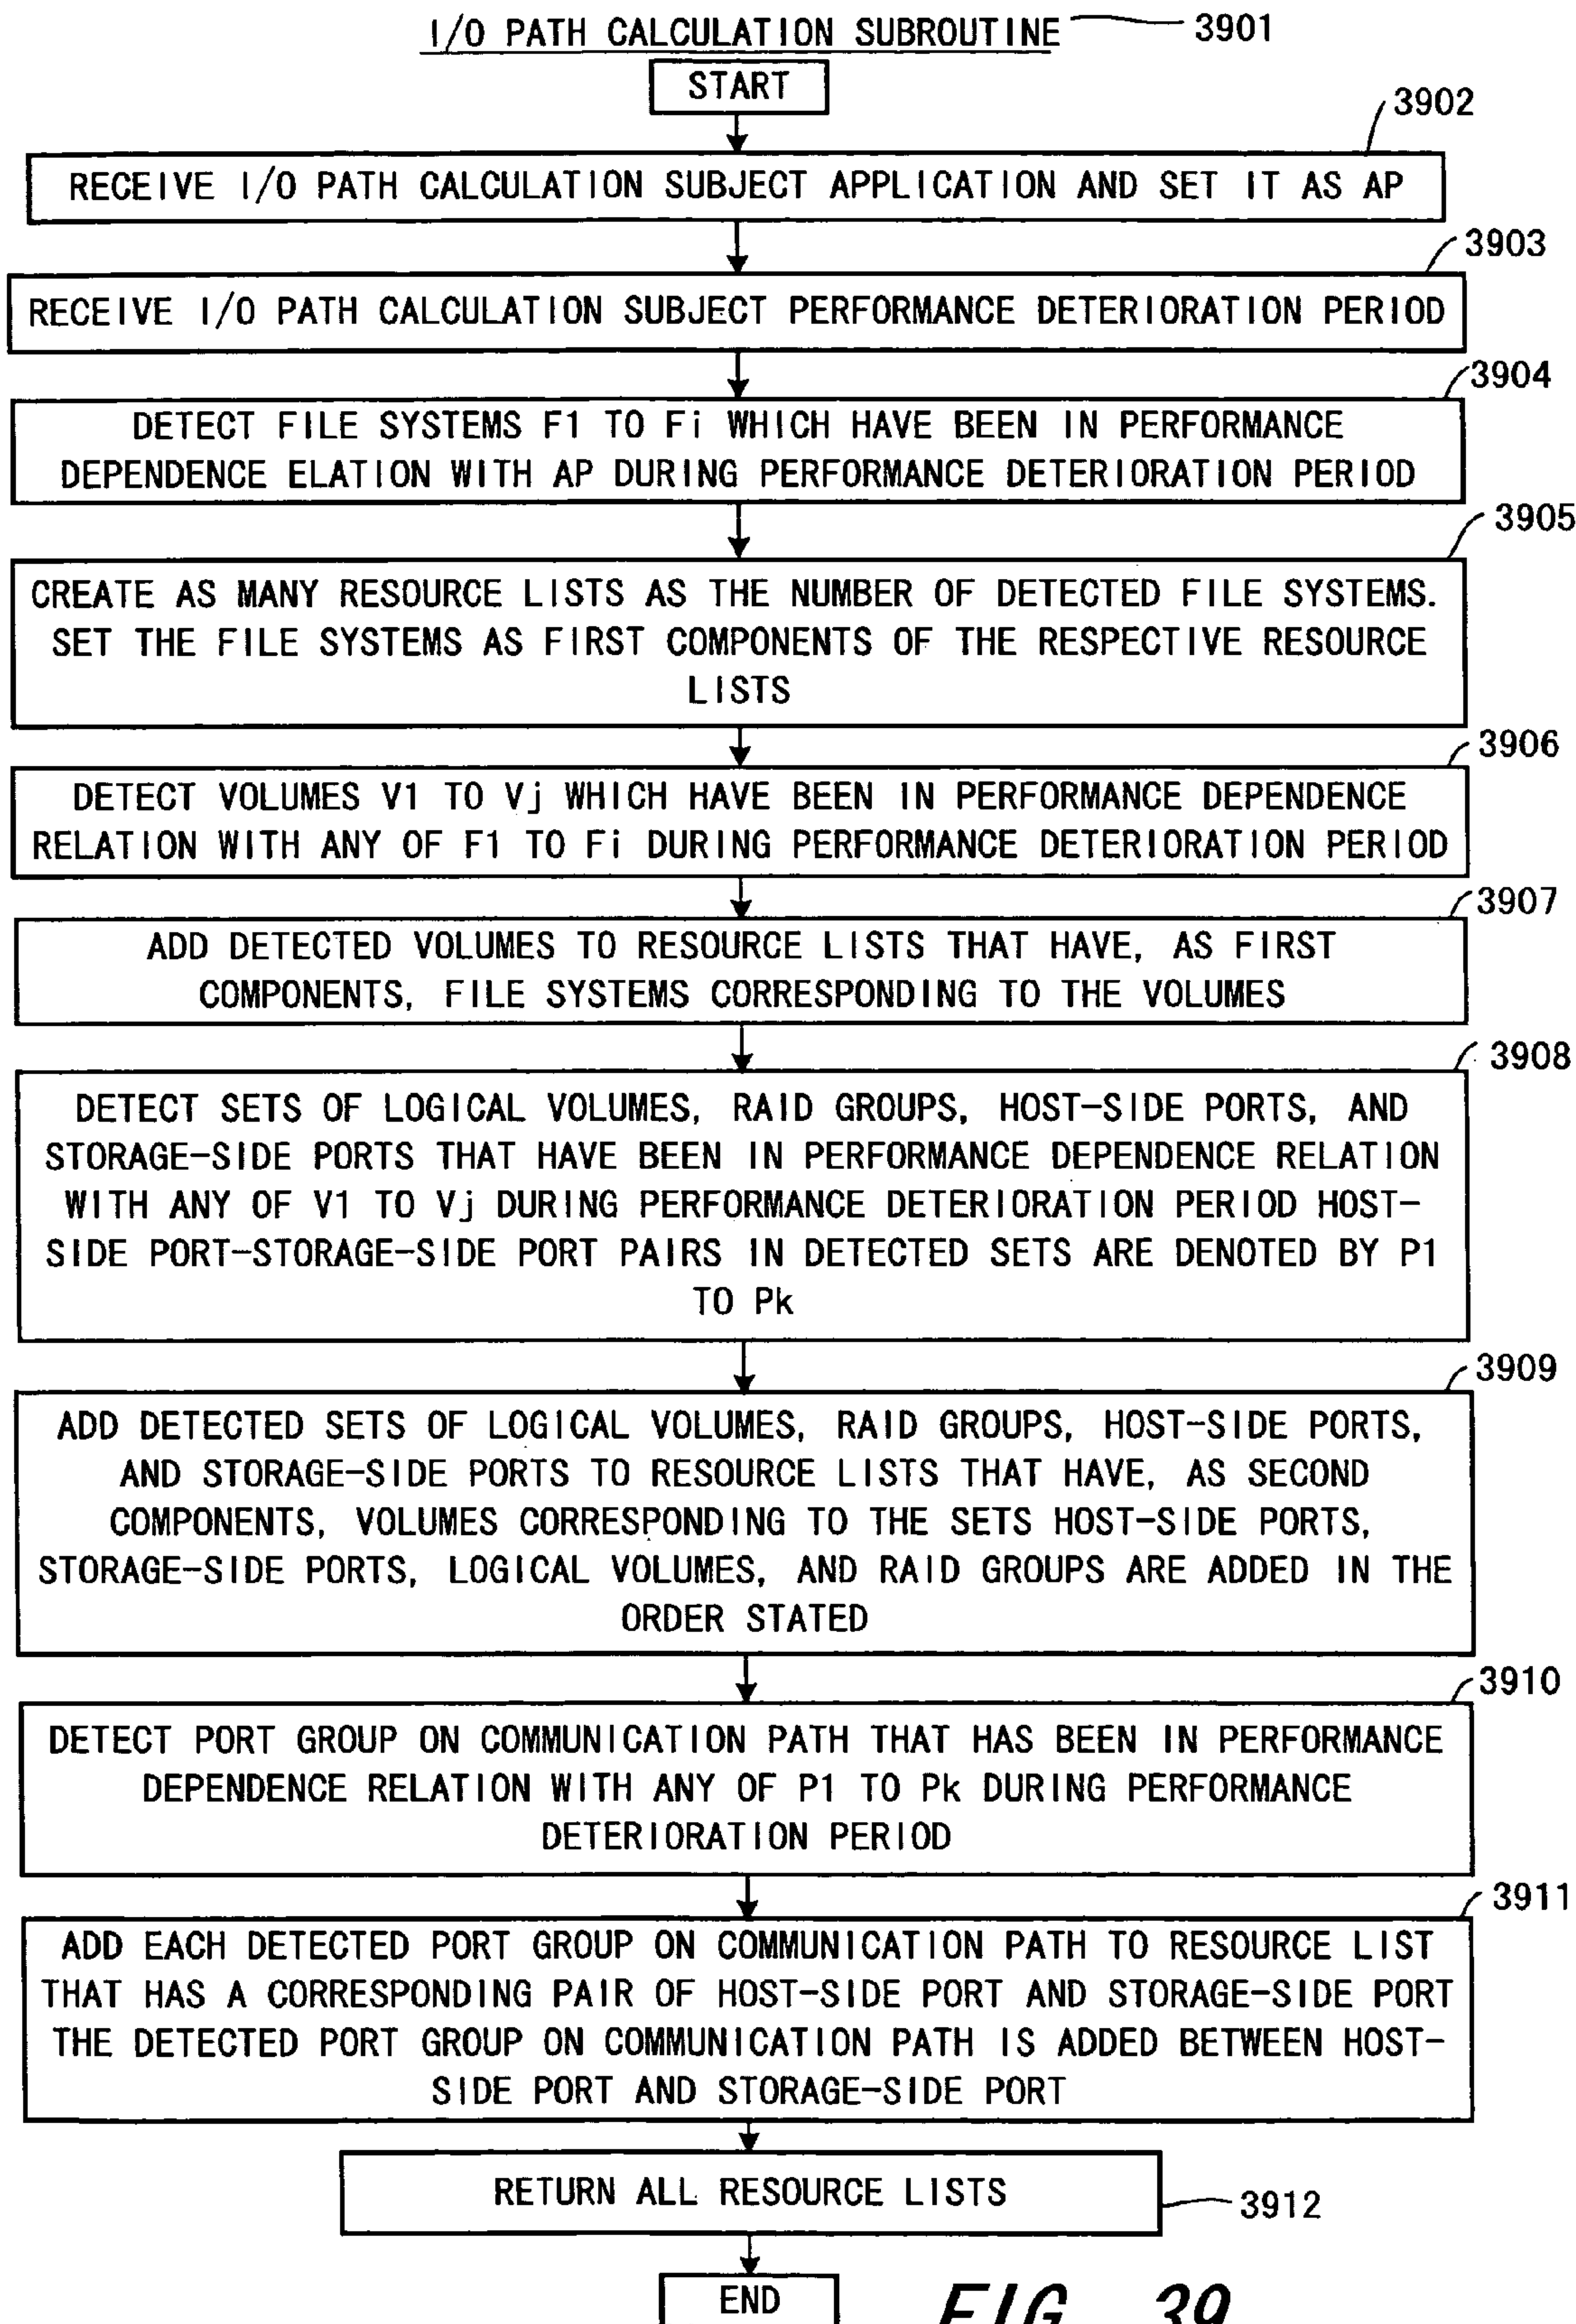 I/O PATH CALCULATION SUBROUTINE 3901
START
3902
RECEIVE I/O PATH CALCULATION SUBJECT APPLICATION AND SET IT AS AP
3903
RECEIVE I/O PATH CALCULATION SUBJECT PERFORMANCE DETERIORATION PERIOD
3904
DETECT FILE SYSTEMS F1 TO Fi WHICH HAVE BEEN IN PERFORMANCE
DEPENDENCE ELATION WITH AP DURING PERFORMANCE DETERIORATION PERIOD
3905
CREATE AS MANY RESOURCE LISTS AS THE NUMBER OF DETECTED FILE SYSTEMS.
SET THE FILE SYSTEMS AS FIRST COMPONENTS OF THE RESPECTIVE RESOURCE
LISTS
3906
DETECT VOLUMES V1 TO Vj WHICH HAVE BEEN IN PERFORMANCE DEPENDENCE
RELATION WITH ANY OF F1 TO Fi DURING PERFORMANCE DETERIORATION PERIOD
3907
ADD DETECTED VOLUMES TO RESOURCE LISTS THAT HAVE, AS FIRST
COMPONENTS, FILE SYSTEMS CORRESPONDING TO THE VOLUMES
3908
DETECT SETS OF LOGICAL VOLUMES, RAID GROUPS, HOST-SIDE PORTS, AND
STORAGE-SIDE PORTS THAT HAVE BEEN IN PERFORMANCE DEPENDENCE RELATION
WITH ANY OF V1 TO Vj DURING PERFORMANCE DETERIORATION PERIOD HOST-
SIDE PORT-STORAGE-SIDE PORT PAIRS IN DETECTED SETS ARE DENOTED BY P1
TO Pk
3909
ADD DETECTED SETS OF LOGICAL VOLUMES, RAID GROUPS, HOST-SIDE PORTS,
AND STORAGE-SIDE PORTS TO RESOURCE LISTS THAT HAVE, AS SECOND
COMPONENTS, VOLUMES CORRESPONDING TO THE SETS HOST-SIDE PORTS,
STORAGE-SIDE PORTS, LOGICAL VOLUMES, AND RAID GROUPS ARE ADDED IN THE
ORDER STATED
3910
DETECT PORT GROUP ON COMMUNICATION PATH THAT HAS BEEN IN PERFORMANCE
DEPENDENCE RELATION WITH ANY OF P1 TO Pk DURING PERFORMANCE
DETERIORATION PERIOD
3911
ADD EACH DETECTED PORT GROUP ON COMMUNICATION PATH TO RESOURCE LIST
THAT HAS A CORRESPONDING PAIR OF HOST-SIDE PORT AND STORAGE-SIDE PORT
THE DETECTED PORT GROUP ON COMMUNICATION PATH IS ADDED BETWEEN HOST-
SIDE PORT AND STORAGE-SIDE PORT
RETURN ALL RESOURCE LISTS
3912
END
FIG. 39